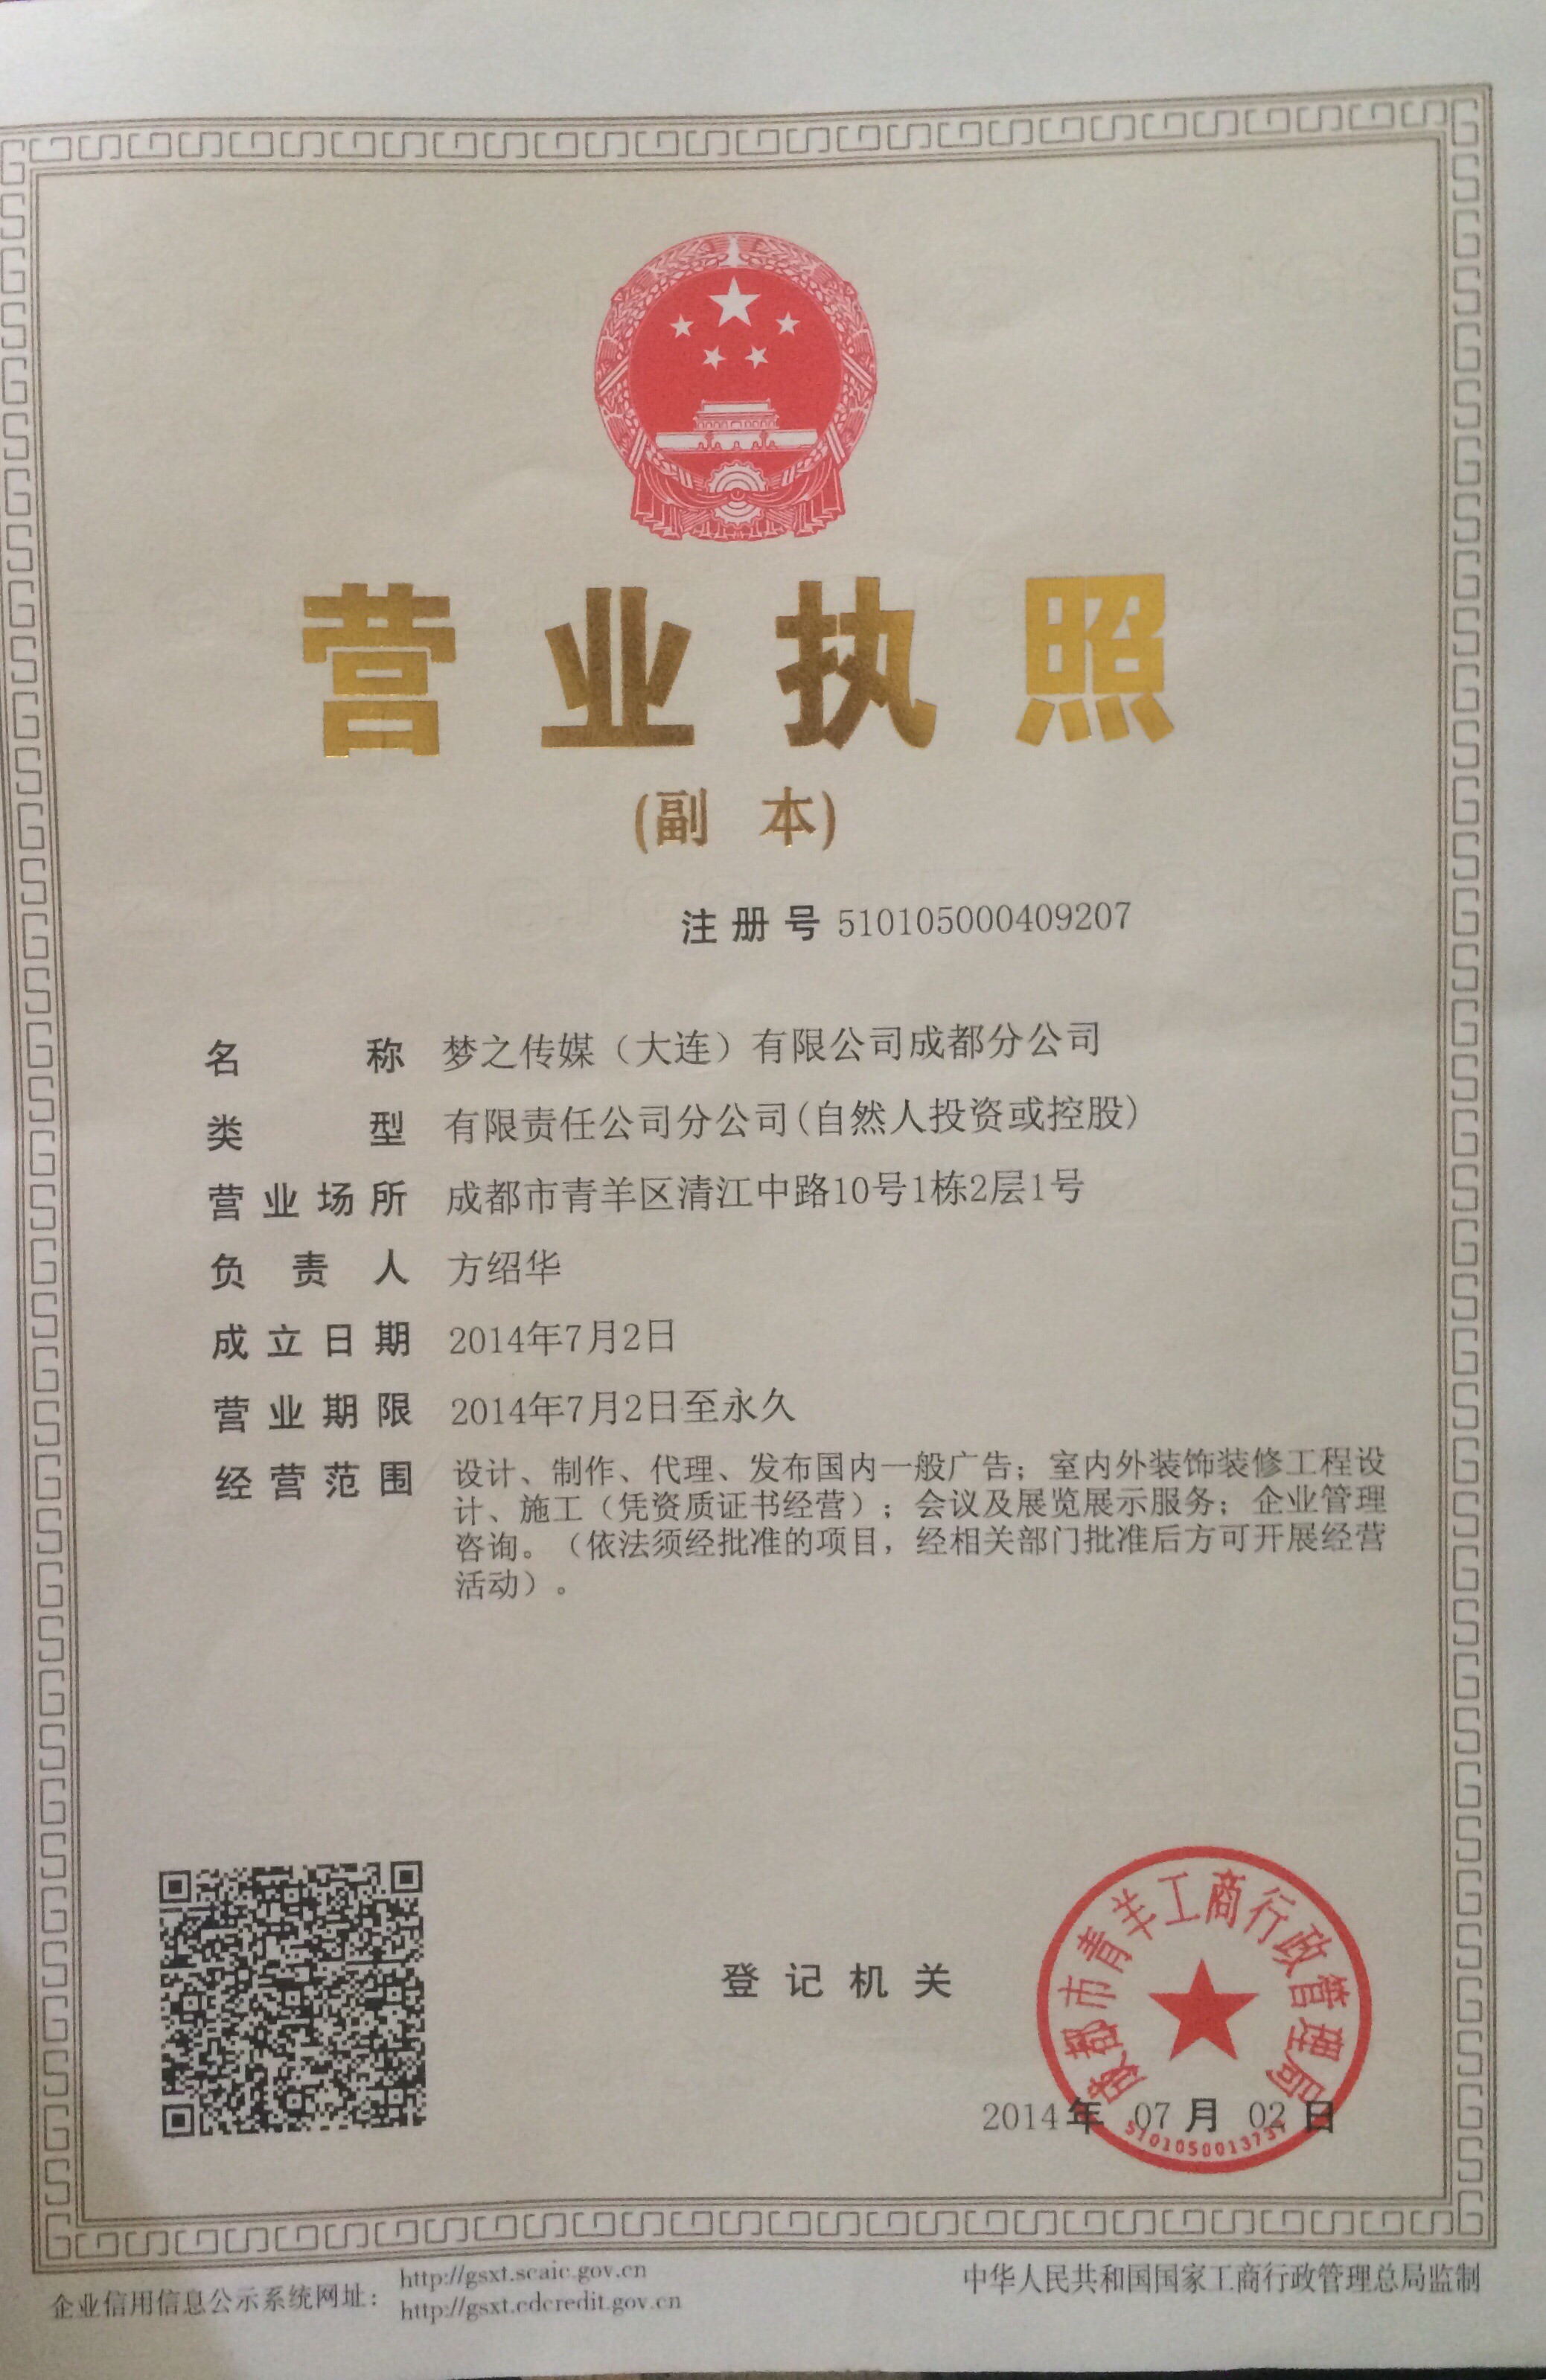 营业执照
(副 本)
注册号 510105000409207
名称 梦之传媒（大连）有限公司成都分公司
类型 有限责任公司分公司(自然人投资或控股)
营业场所 成都市青羊区清江中路10号1栋2层1号
负责人 方绍华
成立日期 2014年7月2日
营业期限 2014年7月2日至永久
经营范围 设计、制作、代理、发布国内一般广告；室内外装饰装修工程设
计、施工（凭资质证书经营）；会议及展览展示服务；企业管理
咨询。（依法须经批准的项目，经相关部门批准后方可开展经营
活动）。
成都市青羊工商行政管理局
登记机关
2014年 07月 02日
5101050013737
企业信用信息公示系统网址：
http://gsxt.scaic.gov.cn
http://gsxt.cdcredit.gov.cn
中华人民共和国国家工商行政管理总局监制